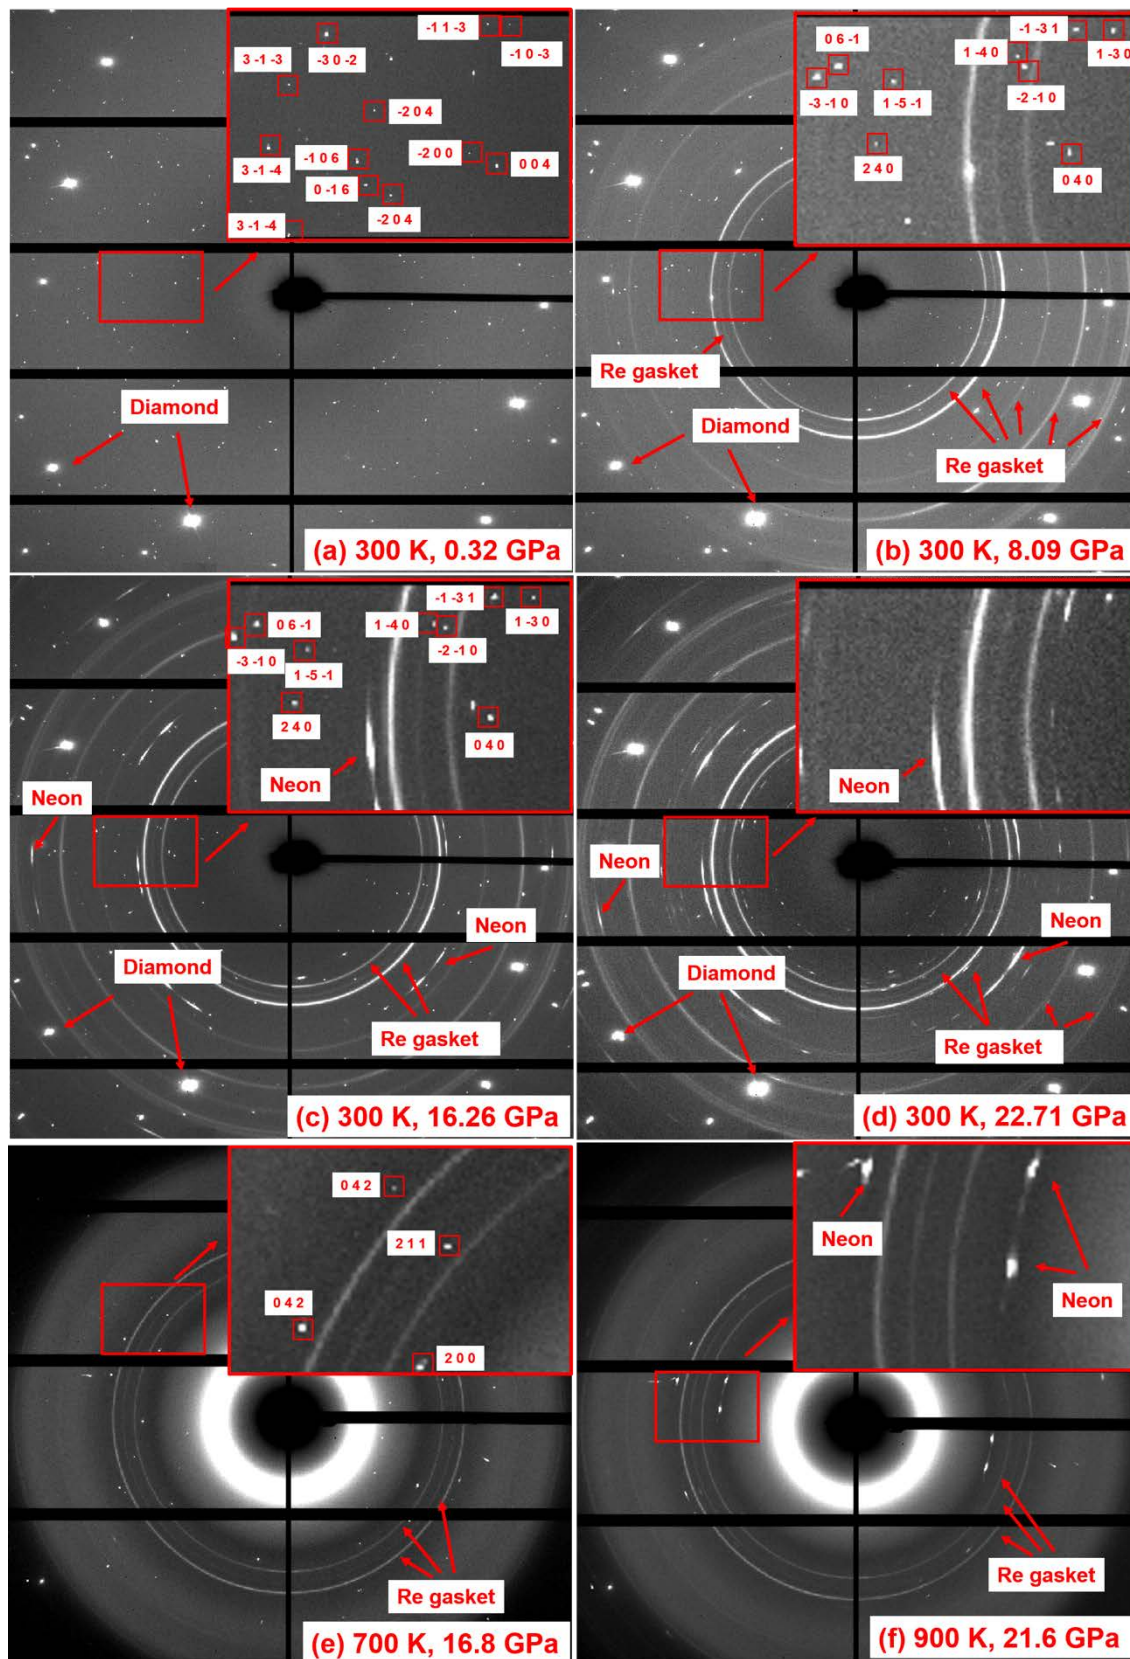 -1 1 -3
-1 0 -3
3 -1 -3
-3 0 -2
-2 0 4
3 -1 -4
-1 0 6
-2 0 0
0 0 4
0 -1 6
-2 0 4
3 -1 -4
Diamond
(a) 300 K, 0.32 GPa
-1 -3 1
0 6 -1
1 -4 0
1 -3 0
-3 -1 0
1 -5 -1
-2 -1 0
2 4 0
0 4 0
Re gasket
Diamond
Re gasket
(b) 300 K, 8.09 GPa
-1 -3 1
0 6 -1
1 -4 0
1 -3 0
-3 -1 0
1 -5 -1
-2 -1 0
2 4 0
0 4 0
Neon
Neon
Neon
Diamond
Re gasket
(c) 300 K, 16.26 GPa
Neon
Neon
Neon
Diamond
Re gasket
(d) 300 K, 22.71 GPa
0 4 2
2 1 1
0 4 2
2 0 0
Re gasket
(e) 700 K, 16.8 GPa
Neon
Neon
Re gasket
(f) 900 K, 21.6 GPa